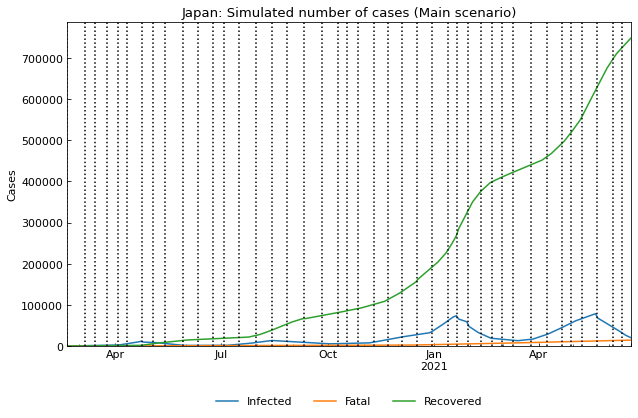 Japan: Simulated number of cases (Main scenario)
Cases
700000
600000
500000
400000
300000
200000
100000
0
Apr
Jul
Oct
Jan
2021
Apr
Infected
Fatal
Recovered